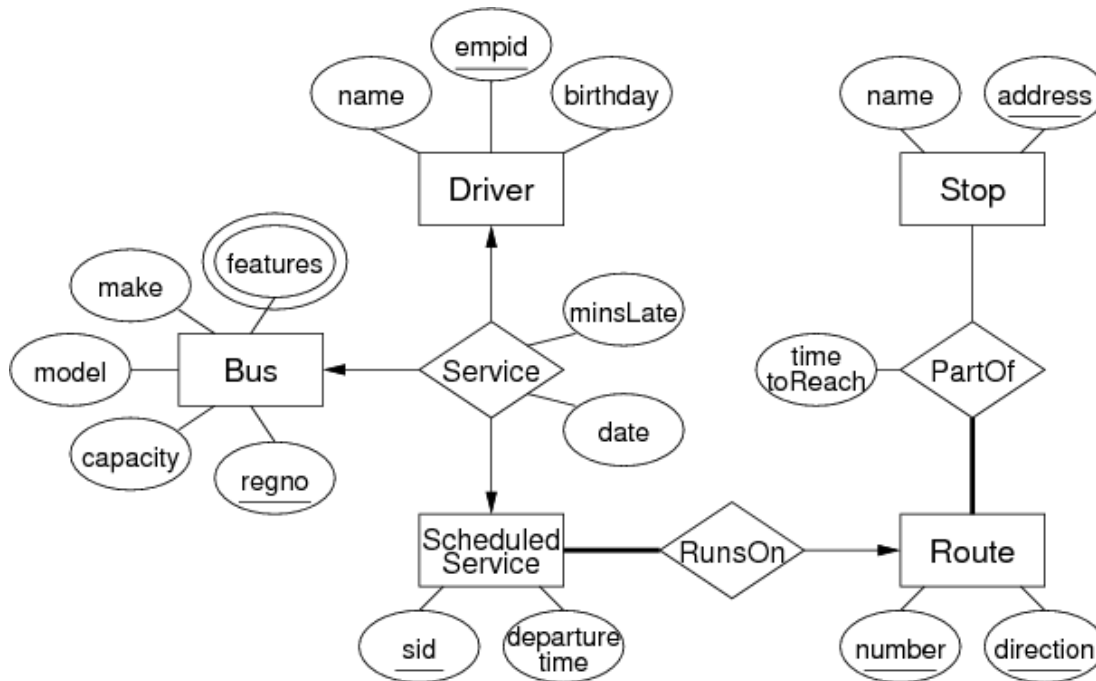 empid
name
birthday
name
address
Driver
Stop
features
make
minsLate
model
Bus
Service
time
toReach
PartOf
capacity
date
regno
Scheduled
Service
RunsOn
Route
sid
departure
time
number
direction